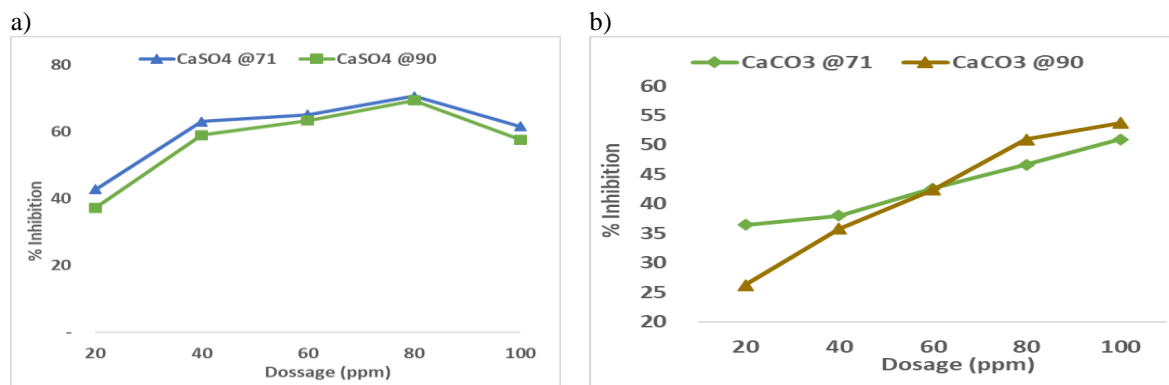 a)
CaSO4 @71 CaSO4 @90
80
60
40
20
-
% Inhibition
20 40 60 80 100
Dossage (ppm)
b)
CaCO3 @71 CaCO3 @90
60
55
50
45
40
35
30
25
20
% Inhibition
20 40 60 80 100
Dosage (ppm)